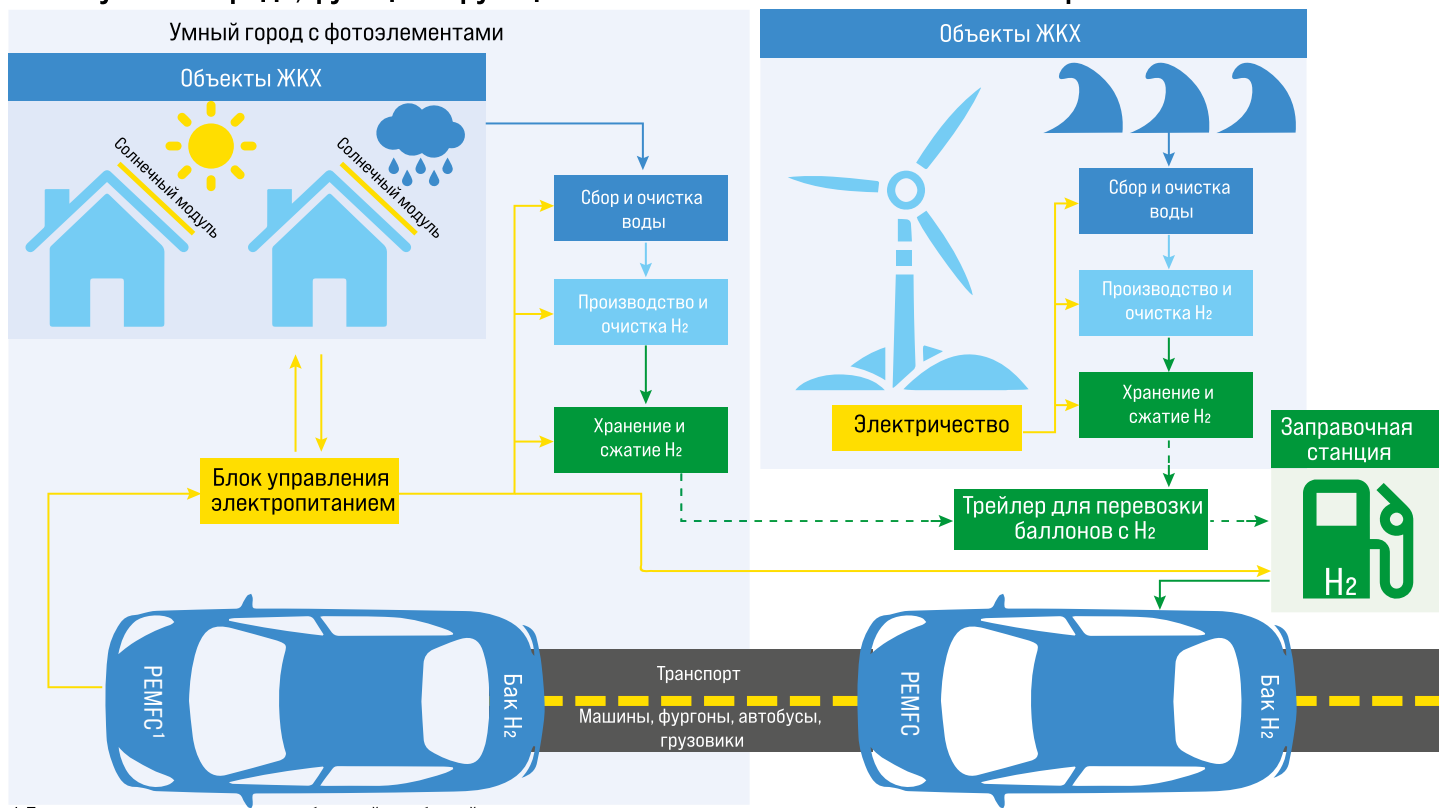 Умный город с фотоэлементами
Объекты ЖКХ
Солнечный модуль
Солнечный модуль
Сбор и очистка
воды
Производство и
очистка H₂
Хранение и
сжатие H₂
Блок управления
электропитанием
Объекты ЖКХ
Сбор и очистка
воды
Производство и
очистка H₂
Хранение и
сжатие H₂
Электричество
Трейлер для перевозки
баллонов с H₂
Заправочная
станция
H₂
PEMFC¹
Бак H₂
Транспорт
Машины, фургоны, автобусы,
грузовики
PEMFC
Бак H₂